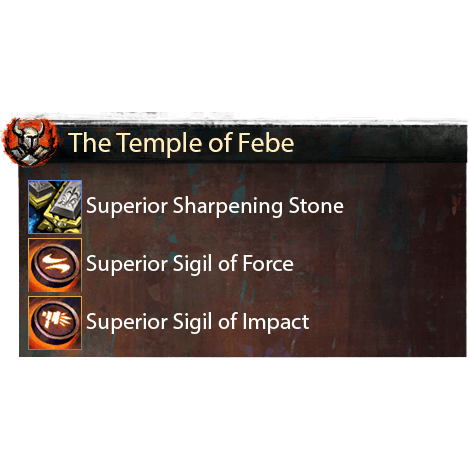 The Temple of Febe
Superior Sharpening Stone
Superior Sigil of Force
Superior Sigil of Impact